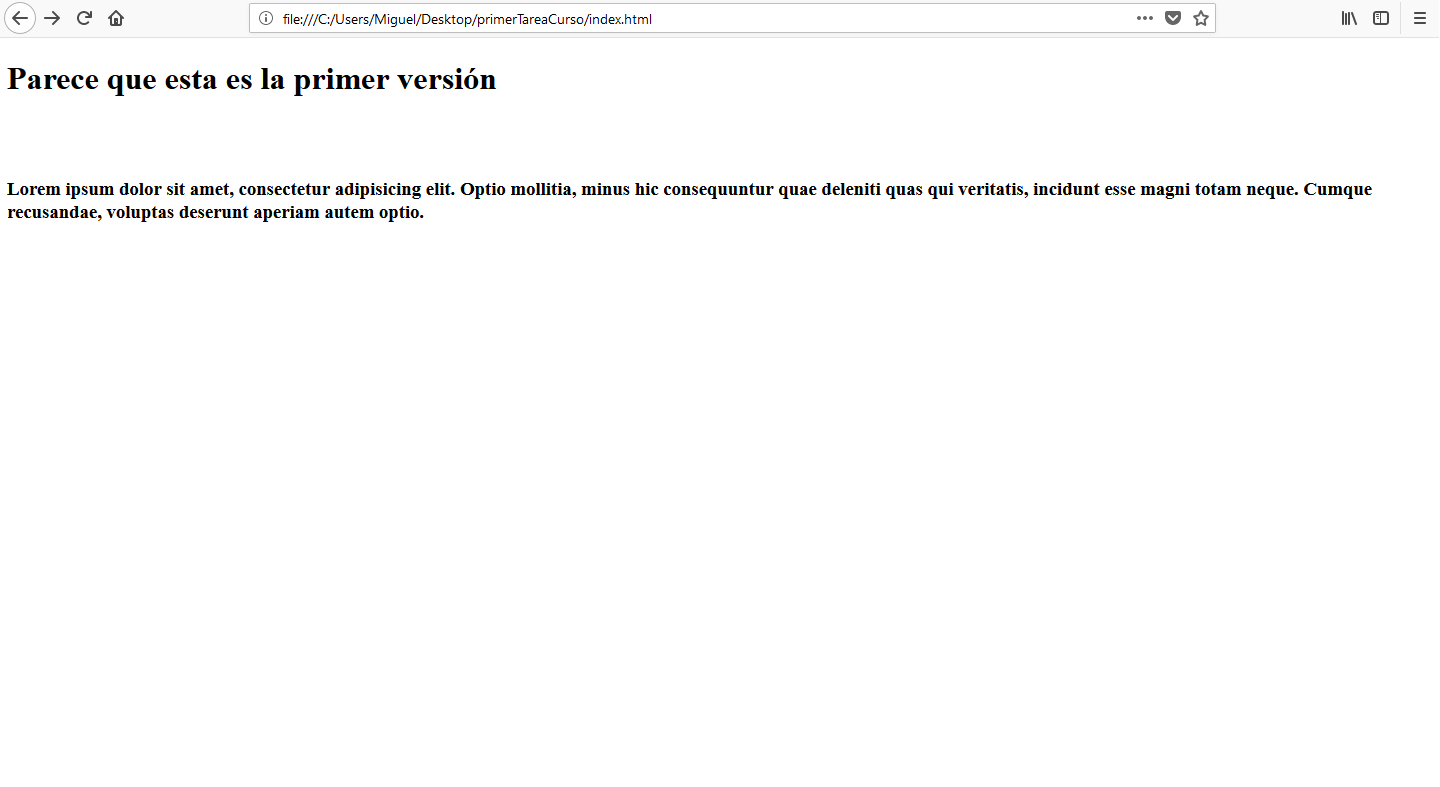 file:///C:/Users/Miguel/Desktop/primerTareaCurso/index.html
Parece que esta es la primer versión
Lorem ipsum dolor sit amet, consectetur adipisicing elit. Optio mollitia, minus hic consequuntur quae deleniti quas qui veritatis, incidunt esse magni totam neque. Cumque
recusandae, voluptas deserunt aperiam autem optio.